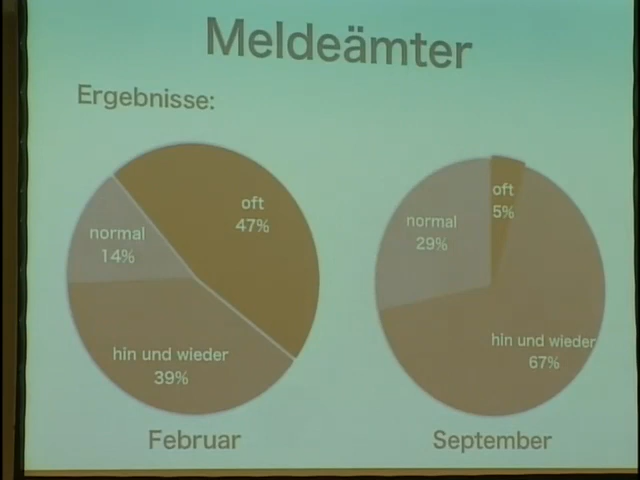 Meldeämter
Ergebnisse:
oft
47%
normal
14%
hin und wieder
39%
Februar
oft
5%
normal
29%
hin und wieder
67%
September